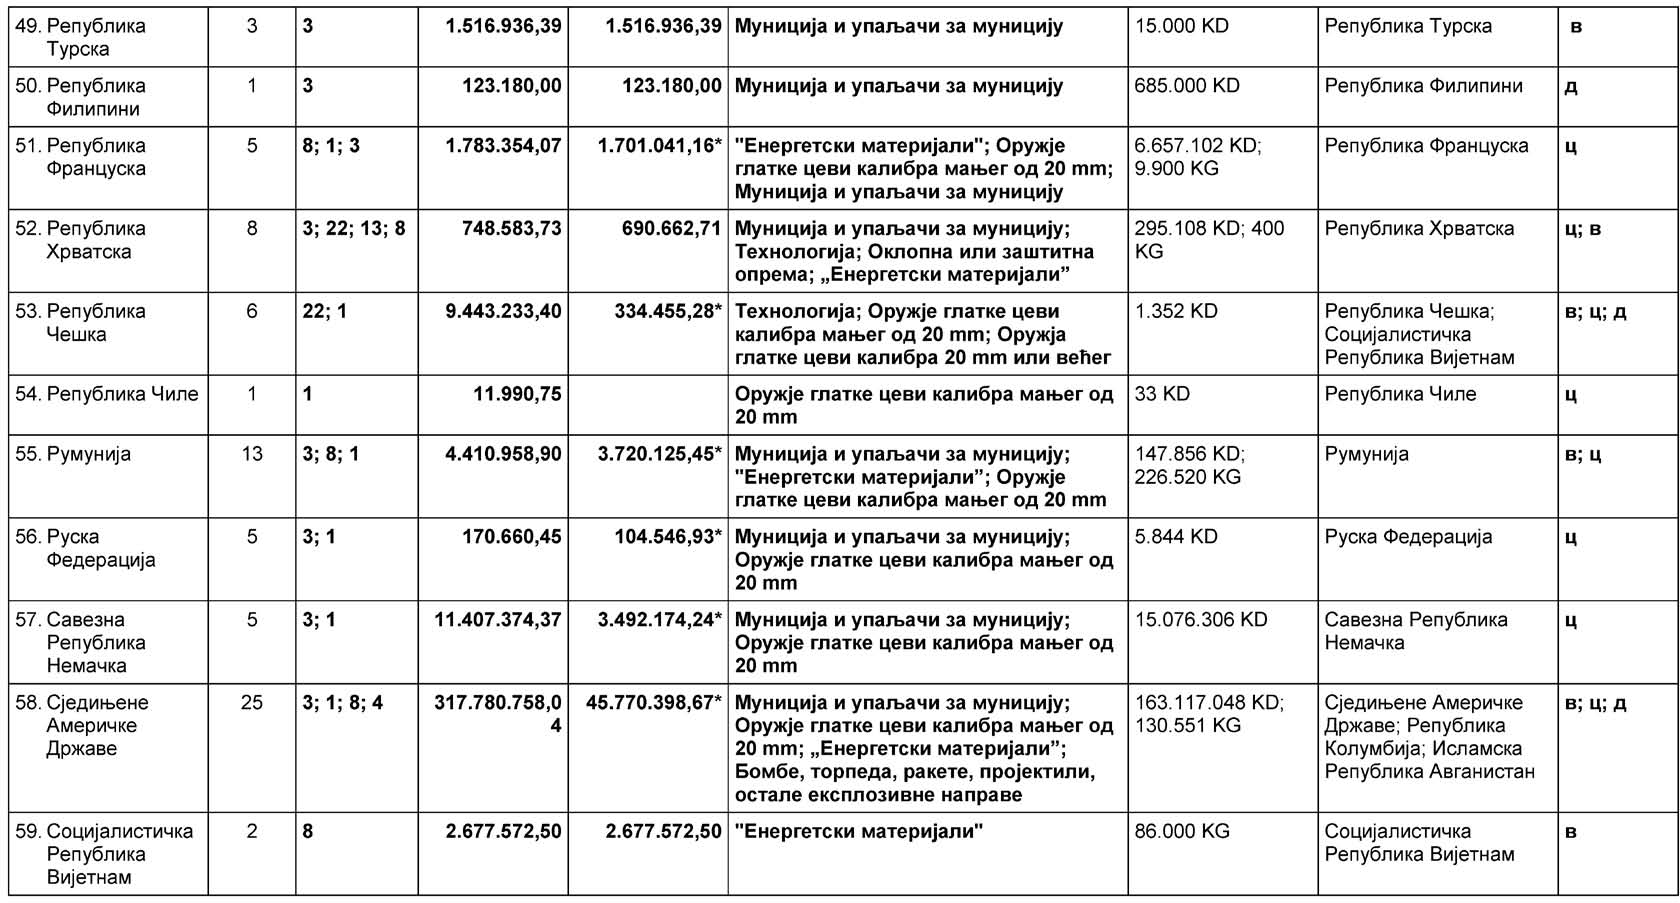 49. Република Турска 3 3 1.516.936,39 1.516.936,39 Муниција и упаљачи за муницију 15.000 KD Република Турска в
50. Република Филипини 1 3 123.180,00 123.180,00 Муниција и упаљачи за муницију 685.000 KD Република Филипини д
51. Република Француска 5 8; 1; 3 1.783.354,07 1.701.041,16* "Енергетски материјали"; Оружје глатке цеви калибра мањег од 20 mm; Муниција и упаљачи за муницију 6.657.102 KD; 9.900 KG Република Француска ц
52. Република Хрватска 8 3; 22; 13; 8 748.583,73 690.662,71 Муниција и упаљачи за муницију; Технологија; Оклопна или заштитна опрема; „Енергетски материјали” 295.108 KD; 400 KG Република Хрватска ц; в
53. Република Чешка 6 22; 1 9.443.233,40 334.455,28* Технологија; Оружје глатке цеви калибра мањег од 20 mm; Оружја глатке цеви калибра 20 mm или већег 1.352 KD Република Чешка; Социјалистичка Република Вијетнам в; ц; д
54. Република Чиле 1 1 11.990,75 Оружје глатке цеви калибра мањег од 20 mm 33 KD Република Чиле ц
55. Румунија 13 3; 8; 1 4.410.958,90 3.720.125,45* Муниција и упаљачи за муницију; "Енергетски материјали”; Оружје глатке цеви калибра мањег од 20 mm 147.856 KD; 226.520 KG Румунија в; ц
56. Руска Федерација 5 3; 1 170.660,45 104.546,93* Муниција и упаљачи за муницију; Оружје глатке цеви калибра мањег од 20 mm 5.844 KD Руска Федерација ц
57. Савезна Република Немачка 5 3; 1 11.407.374,37 3.492.174,24* Муниција и упаљачи за муницију; Оружје глатке цеви калибра мањег од 20 mm 15.076.306 KD Савезна Република Немачка ц
58. Сједињене Америчке Државе 25 3; 1; 8; 4 317.780.758,04 45.770.398,67* Муниција и упаљачи за муницију; Оружје глатке цеви калибра мањег од 20 mm; „Енергетски материјали”; Бомбе, торпеда, ракете, пројектили, остале експлозивне направе 163.117.048 KD; 130.551 KG Сједињене Америчке Државе; Република Колумбија; Исламска Република Авганистан в; ц; д
59. Социјалистичка Република Вијетнам 2 8 2.677.572,50 2.677.572,50 "Енергетски материјали" 86.000 KG Социјалистичка Република Вијетнам в